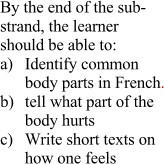 By the end of the sub-
strand, the learner
should be able to:
a) Identify common
body parts in French.
b) tell what part of the
body hurts
c) Write short texts on
how one feels